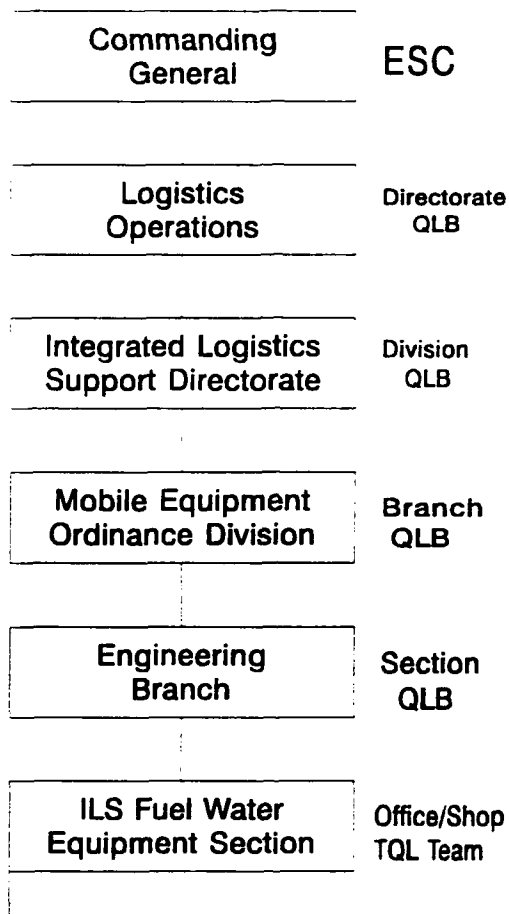 Commanding
General
ESC
Logistics
Operations
Directorate
QLB
Integrated Logistics
Support Directorate
Division
QLB
Mobile Equipment
Ordinance Division
Branch
QLB
Engineering
Branch
Section
QLB
ILS Fuel Water
Equipment Section
Office/Shop
TQL Team